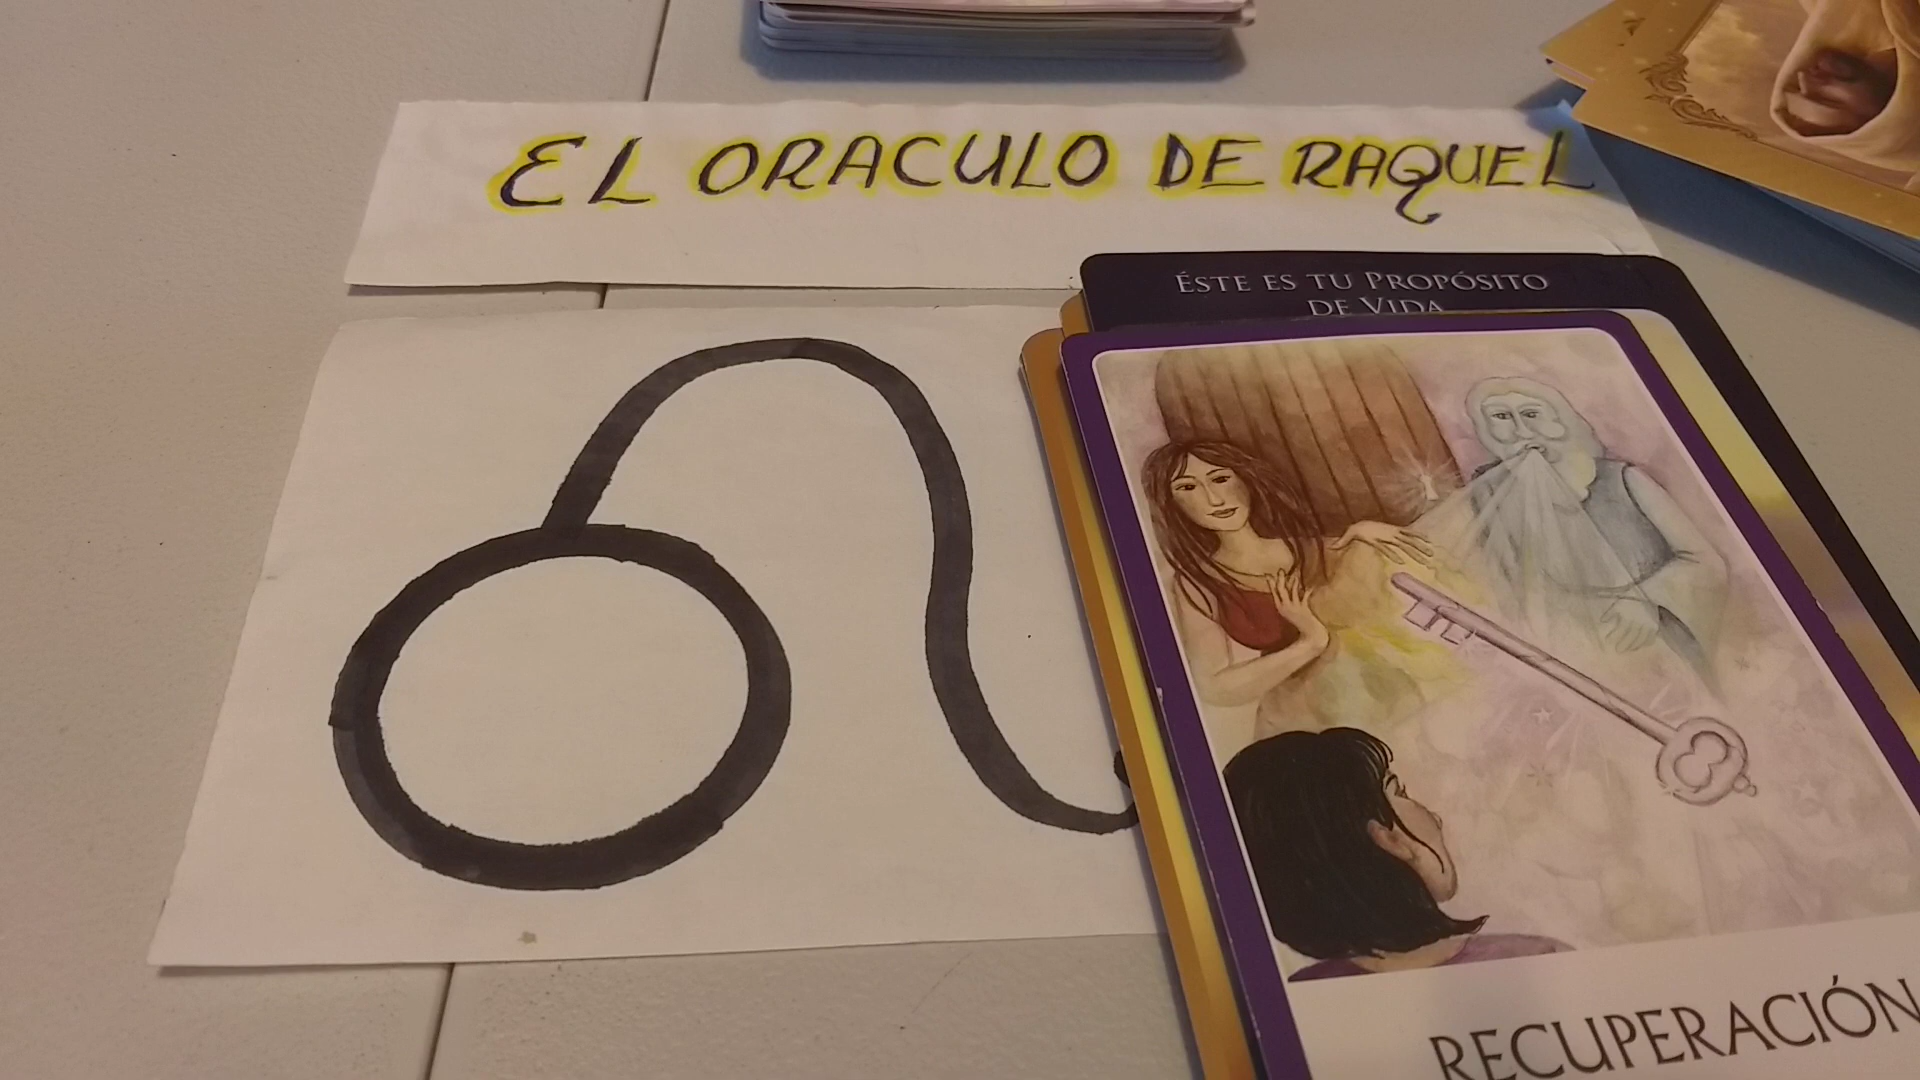 EL ORACULO DE RAQUEL
ÉSTE ES TU PROPÓSITO
DE VIDA
RECUPERACIÓN